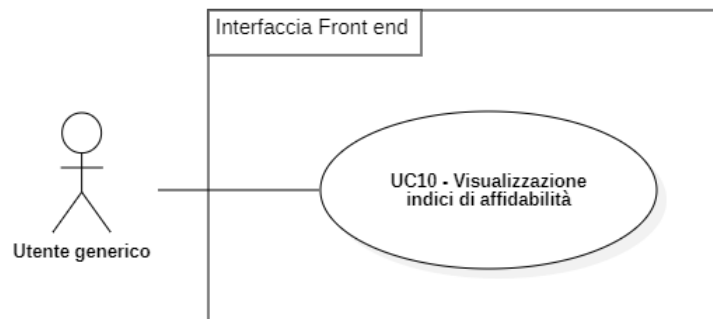 Interfaccia Front end
UC10 - Visualizzazione
indici di affidabilità
Utente generico